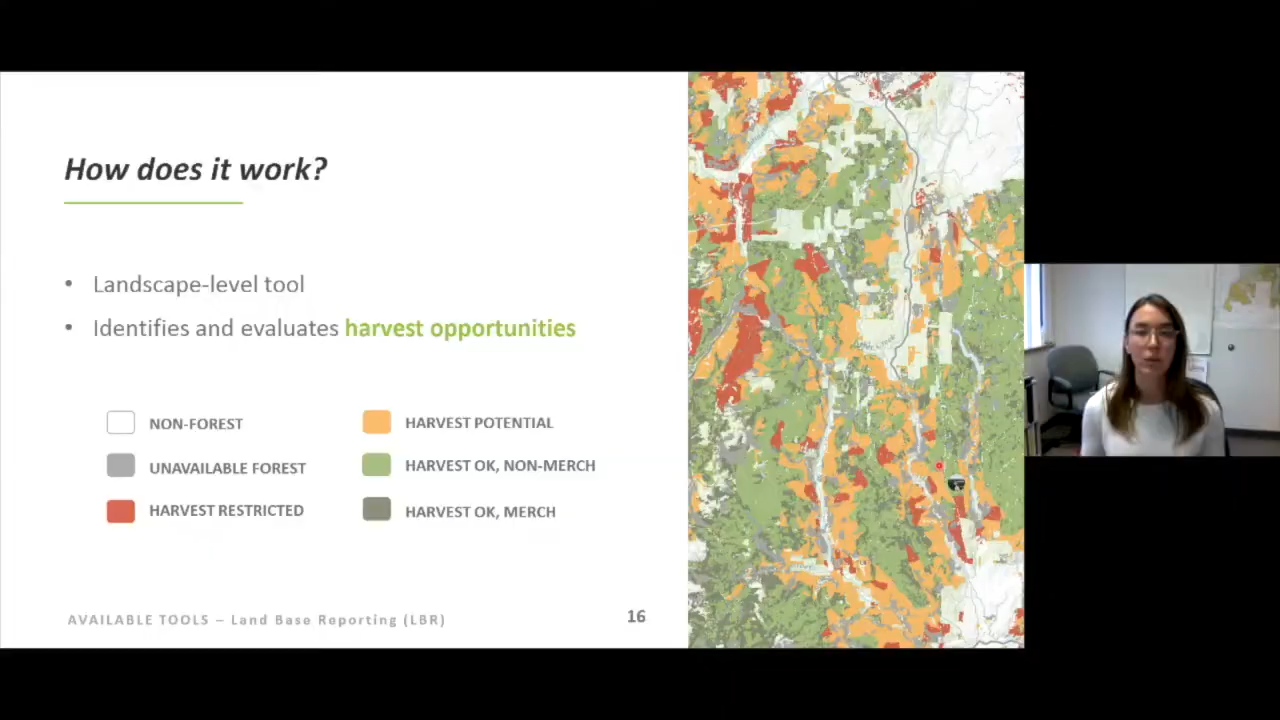 How does it work?
• Landscape-level tool
• Identifies and evaluates harvest opportunities
NON-FOREST
HARVEST POTENTIAL
UNAVAILABLE FOREST
HARVEST OK, NON-MERCH
HARVEST RESTRICTED
HARVEST OK, MERCH
AVAILABLE TOOLS – Land Base Reporting (LBR)
16